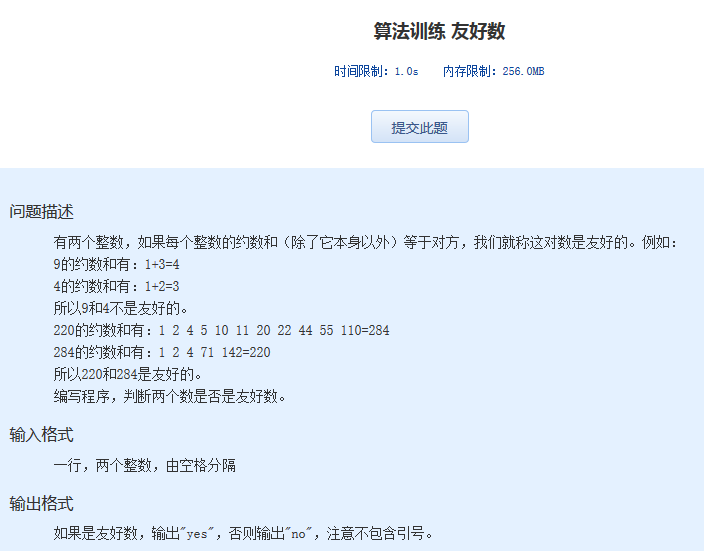 算法训练 友好数
时间限制：1.0s 内存限制：256.0MB
提交此题
问题描述
有两个整数，如果每个整数的约数和（除了它本身以外）等于对方，我们就称这对数是友好的。例如：
9的约数和有：1+3=4
4的约数和有：1+2=3
所以9和4不是友好的。
220的约数和有：1 2 4 5 10 11 20 22 44 55 110=284
284的约数和有：1 2 4 71 142=220
所以220和284是友好的。
编写程序，判断两个数是否是友好数。
输入格式
一行，两个整数，由空格分隔
输出格式
如果是友好数，输出"yes"，否则输出"no"，注意不包含引号。